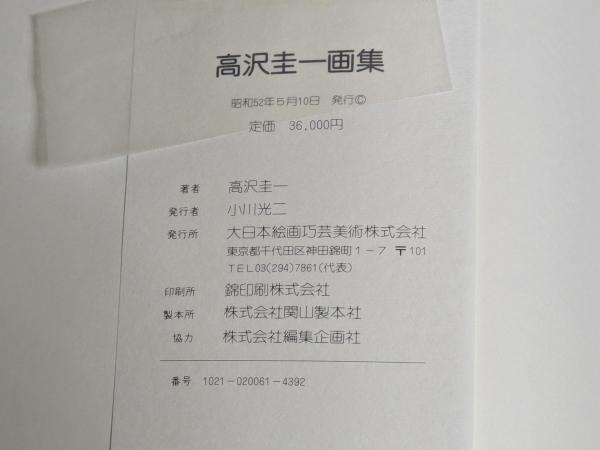 高沢圭一画集
昭和52年5月10日 発行©
定価 36,000円
著者 高沢圭一
発行者 小川光二
発行所 大日本絵画巧芸美術株式会社
東京都千代田区神田錦町1-7 〒101
TEL03(294)7861(代表)
印刷所 錦印刷株式会社
製本所 株式会社関山製本社
協力 株式会社編集企画社
番号 1021-020061-4392